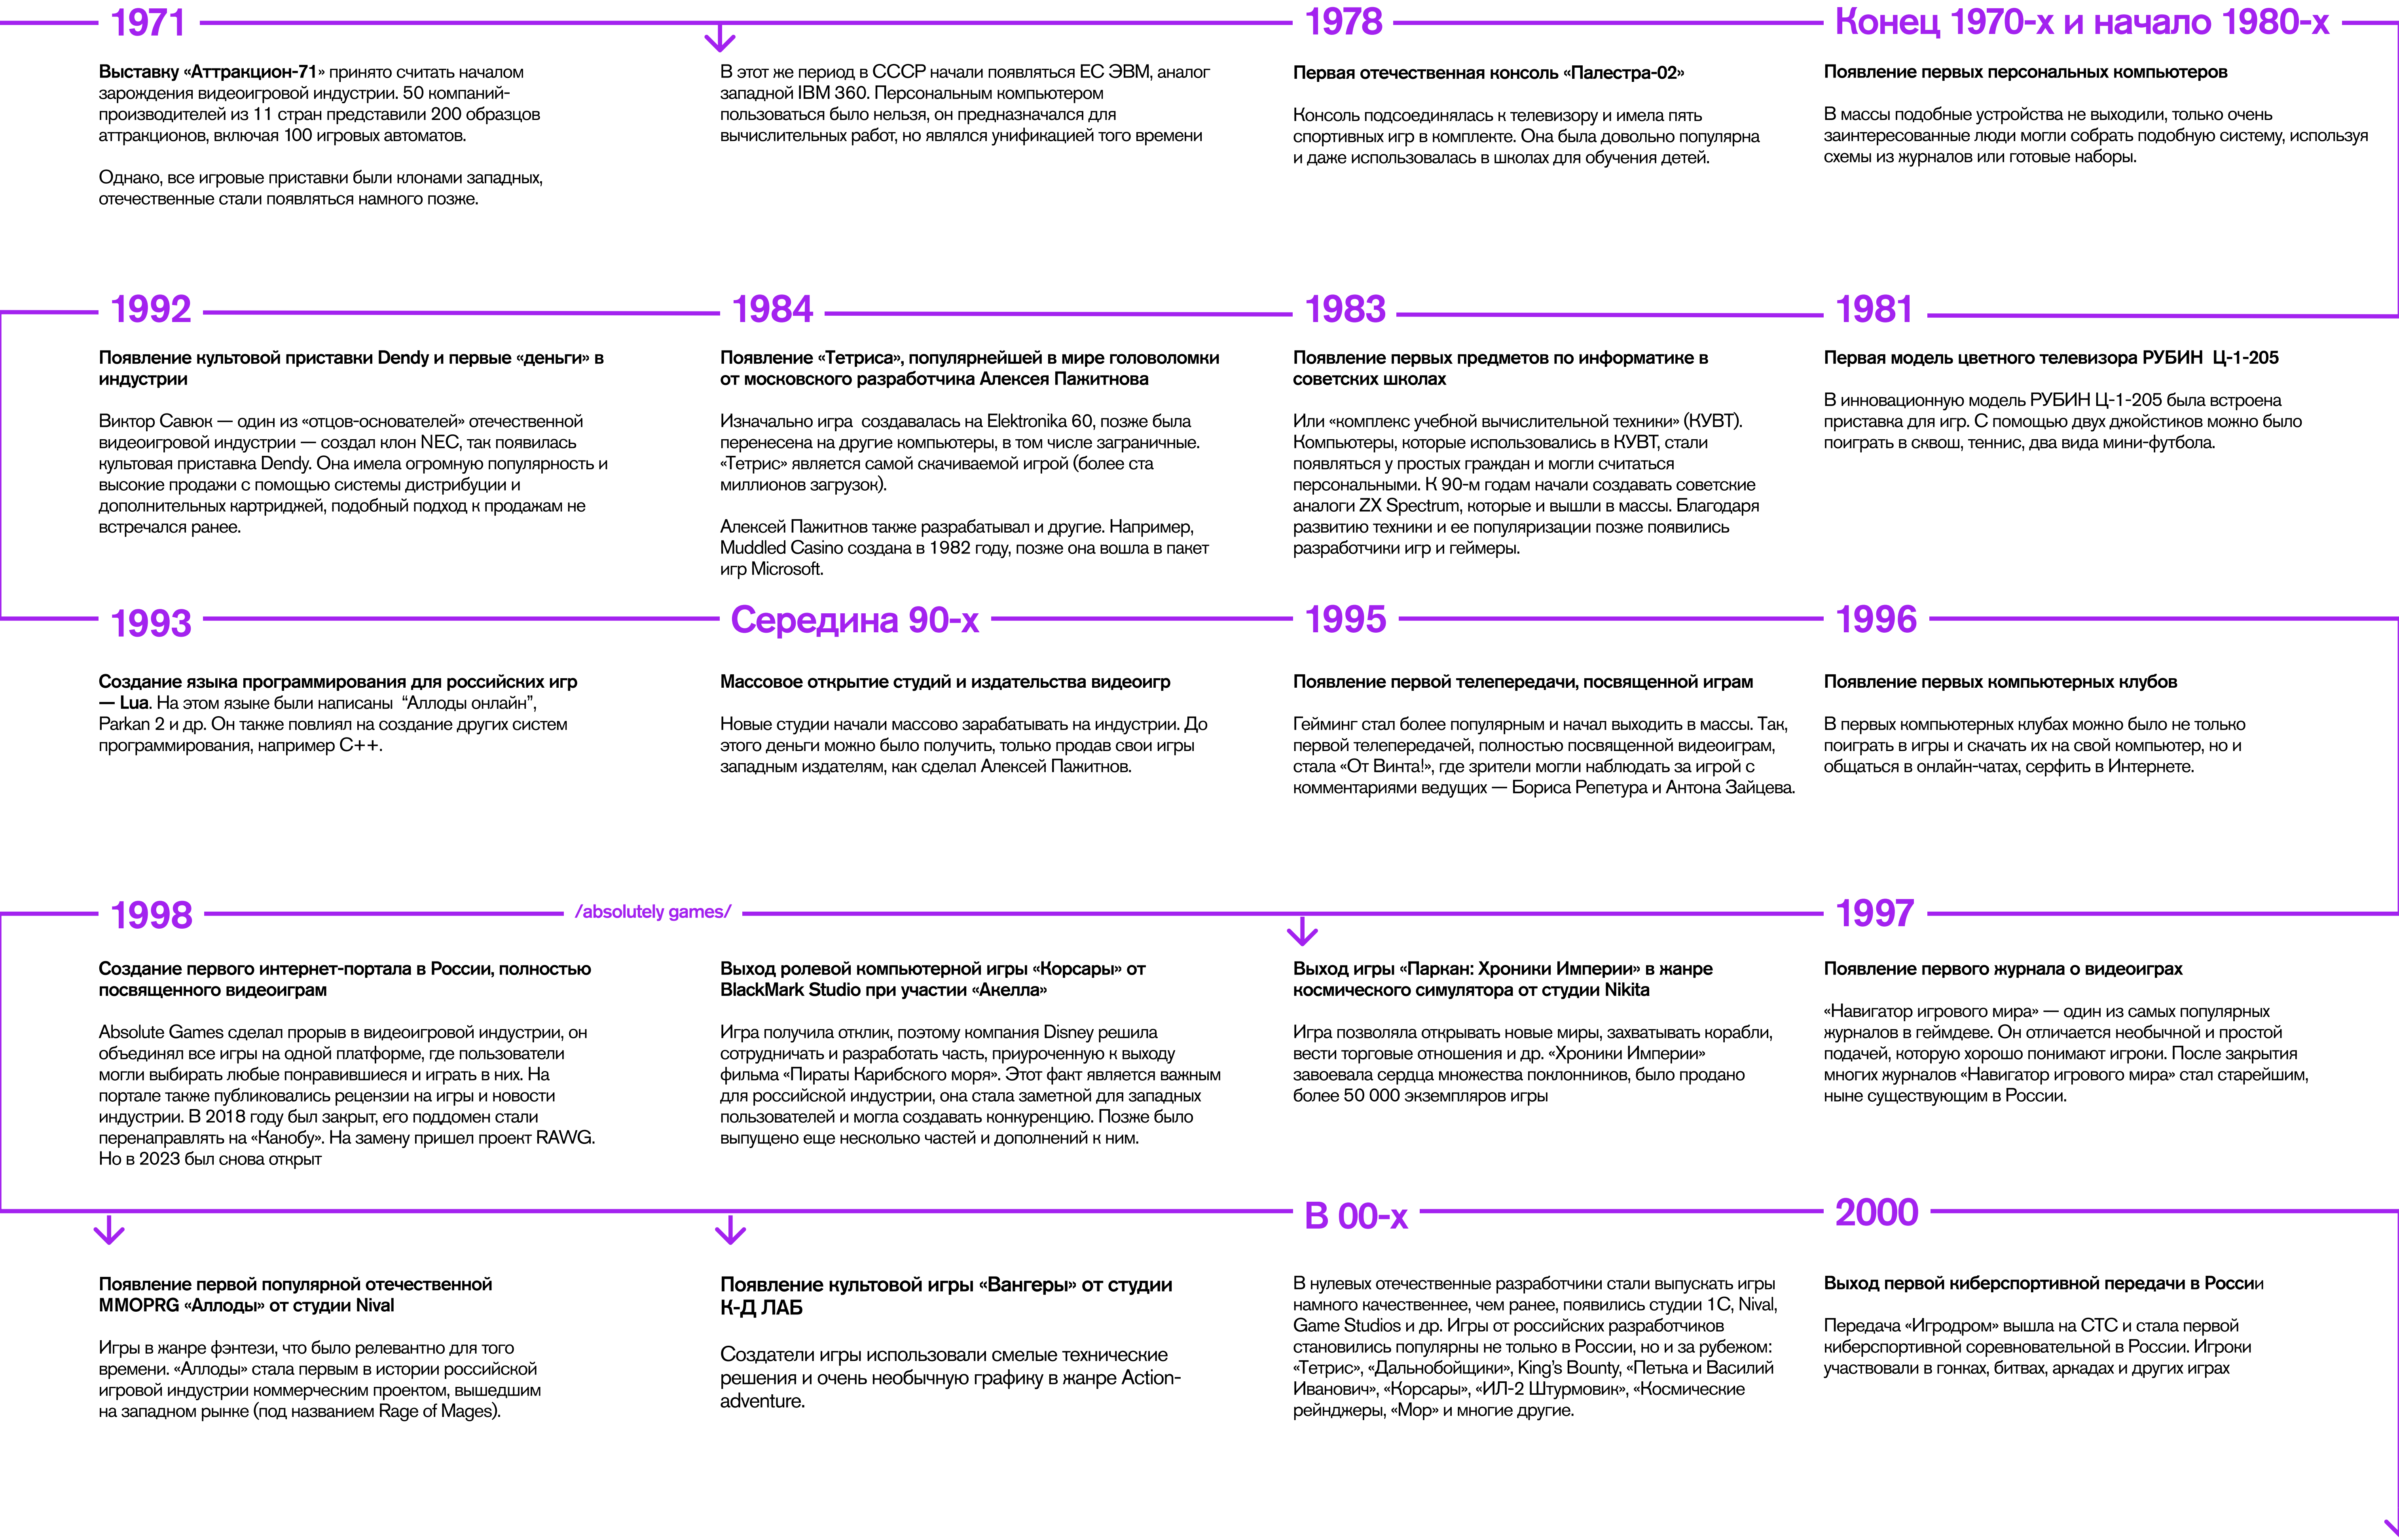 1971
Выставку «Аттракцион-71» принято считать началом
зарождения видеоигровой индустрии. 50 компаний-
производителей из 11 стран представили 200 образцов
аттракционов, включая 100 игровых автоматов.
Однако, все игровые приставки были клонами западных,
отечественные стали появляться намного позже.
В этот же период в СССР начали появляться ЕС ЭВМ, аналог
западной IBM 360. Персональным компьютером
пользоваться было нельзя, он предназначался для
вычислительных работ, но являлся унификацией того времени
1978
Первая отечественная консоль «Палестра-02»
Консоль подсоединялась к телевизору и имела пять
спортивных игр в комплекте. Она была довольно популярна
и даже использовалась в школах для обучения детей.
Конец 1970-х и начало 1980-х
Появление первых персональных компьютеров
В массы подобные устройства не выходили, только очень
заинтересованные люди могли собрать подобную систему, используя
схемы из журналов или готовые наборы.
1992
Появление культовой приставки Dendy и первые «деньги» в
индустрии
Виктор Савюк — один из «отцов-основателей» отечественной
видеоигровой индустрии — создал клон NEC, так появилась
культовая приставка Dendy. Она имела огромную популярность и
высокие продажи с помощью системы дистрибуции и
дополнительных картриджей, подобный подход к продажам не
встречался ранее.
1984
Появление «Тетриса», популярнейшей в мире головоломки
от московского разработчика Алексея Пажитнова
Изначально игра  создавалась на Elektronika 60, позже была
перенесена на другие компьютеры, в том числе заграничные.
«Тетрис» является самой скачиваемой игрой (более ста
миллионов загрузок).
Алексей Пажитнов также разрабатывал и другие. Например,
Muddled Casino создана в 1982 году, позже она вошла в пакет
игр Microsoft.
1983
Появление первых предметов по информатике в
советских школах
Или «комплекс учебной вычислительной техники» (КУВТ).
Компьютеры, которые использовались в КУВТ, стали
появляться у простых граждан и могли считаться
персональными. К 90-м годам начали создавать советские
аналоги ZX Spectrum, которые и вышли в массы. Благодаря
развитию техники и ее популяризации позже появились
разработчики игр и геймеры.
1981
Первая модель цветного телевизора РУБИН  Ц-1-205
В инновационную модель РУБИН Ц-1-205 была встроена
приставка для игр. С помощью двух джойстиков можно было
поиграть в сквош, теннис, два вида мини-футбола.
1993
Создание языка программирования для российских игр
— Lua. На этом языке были написаны  “Аллоды онлайн”,
Parkan 2 и др. Он также повлиял на создание других систем
программирования, например C++.
Середина 90-х
Массовое открытие студий и издательства видеоигр
Новые студии начали массово зарабатывать на индустрии. До
этого деньги можно было получить, только продав свои игры
западным издателям, как сделал Алексей Пажитнов.
1995
Появление первой телепередачи, посвященной играм
Гейминг стал более популярным и начал выходить в массы. Так,
первой телепередачей, полностью посвященной видеоиграм,
стала «От Винта!», где зрители могли наблюдать за игрой с
комментариями ведущих — Бориса Репетура и Антона Зайцева.
1996
Появление первых компьютерных клубов
В первых компьютерных клубах можно было не только
поиграть в игры и скачать их на свой компьютер, но и
общаться в онлайн-чатах, серфить в Интернете.
1998
/absolutely games/
Создание первого интернет-портала в России, полностью
посвященного видеоиграм
Absolute Games сделал прорыв в видеоигровой индустрии, он
объединял все игры на одной платформе, где пользователи
могли выбирать любые понравившиеся и играть в них. На
портале также публиковались рецензии на игры и новости
индустрии. В 2018 году был закрыт, его поддомен стали
перенаправлять на «Канобу». На замену пришел проект RAWG.
Но в 2023 был снова открыт
Выход ролевой компьютерной игры «Корсары» от
BlackMark Studio при участии «Акелла»
Игра получила отклик, поэтому компания Disney решила
сотрудничать и разработать часть, приуроченную к выходу
фильма «Пираты Карибского моря». Этот факт является важным
для российской индустрии, она стала заметной для западных
пользователей и могла создавать конкуренцию. Позже было
выпущено еще несколько частей и дополнений к ним.
Выход игры «Паркан: Хроники Империи» в жанре
космического симулятора от студии Nikita
Игра позволяла открывать новые миры, захватывать корабли,
вести торговые отношения и др. «Хроники Империи»
завоевала сердца множества поклонников, было продано
более 50 000 экземпляров игры
1997
Появление первого журнала о видеоиграх
«Навигатор игрового мира» — один из самых популярных
журналов в геймдеве. Он отличается необычной и простой
подачей, которую хорошо понимают игроки. После закрытия
многих журналов «Навигатор игрового мира» стал старейшим,
ныне существующим в России.
Появление первой популярной отечественной
MMOPRG «Аллоды» от студии Nival
Игры в жанре фэнтези, что было релевантно для того
времени. «Аллоды» стала первым в истории российской
игровой индустрии коммерческим проектом, вышедшим
на западном рынке (под названием Rage of Mages).
Появление культовой игры «Вангеры» от студии
К-Д ЛАБ
Создатели игры использовали смелые технические
решения и очень необычную графику в жанре Action-
adventure.
В 00-х
В нулевых отечественные разработчики стали выпускать игры
намного качественнее, чем ранее, появились студии 1С, Nival,
Game Studios и др. Игры от российских разработчиков
становились популярны не только в России, но и за рубежом:
«Тетрис», «Дальнобойщики», King’s Bounty, «Петька и Василий
Иванович», «Корсары», «ИЛ-2 Штурмовик», «Космические
рейнджеры, «Мор» и многие другие.
2000
Выход первой киберспортивной передачи в России
Передача «Игродром» вышла на СТС и стала первой
киберспортивной соревновательной в России. Игроки
участвовали в гонках, битвах, аркадах и других играх